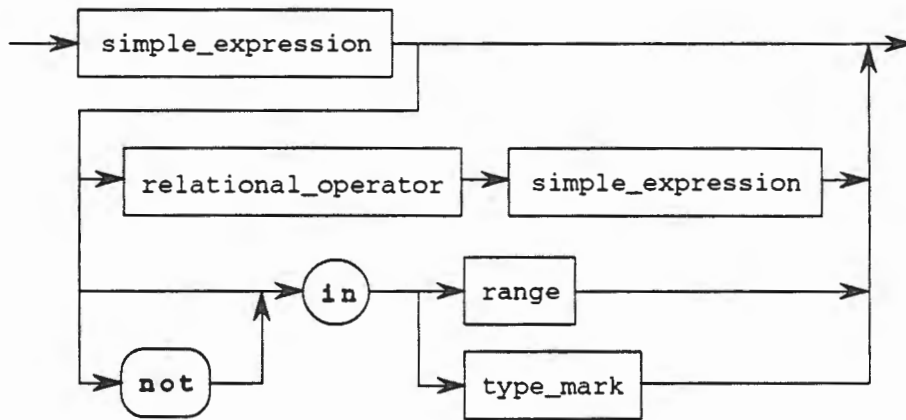 simple_expression
relational_operator simple_expression
in range
not type_mark